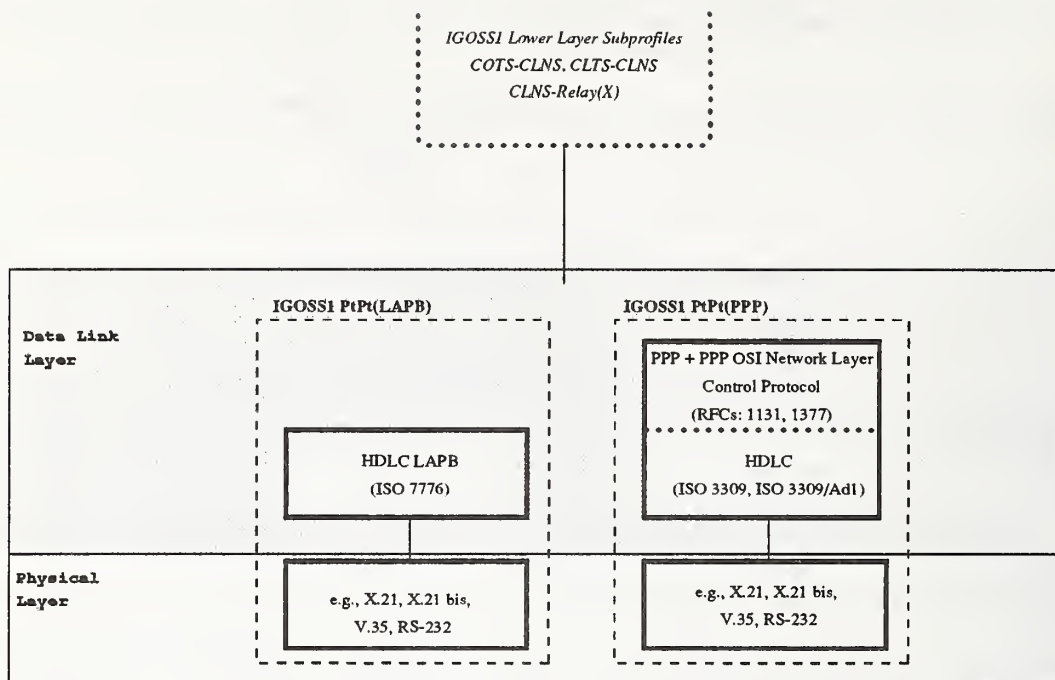 IGOSS1 Lower Layer Subprofiles
COTS-CLNS, CLTS-CLNS
CLNS-Relay(X)
IGOSS1 PtPt(LAPB)
IGOSS1 PtPt(PPP)
Data Link
Layer
PPP + PPP OSI Network Layer
Control Protocol
(RFCs: 1131, 1377)
HDLC LAPB
(ISO 7776)
HDLC
(ISO 3309, ISO 3309/Ad1)
Physical
Layer
e.g., X.21, X.21 bis,
V.35, RS-232
e.g., X.21, X.21 bis,
V.35, RS-232